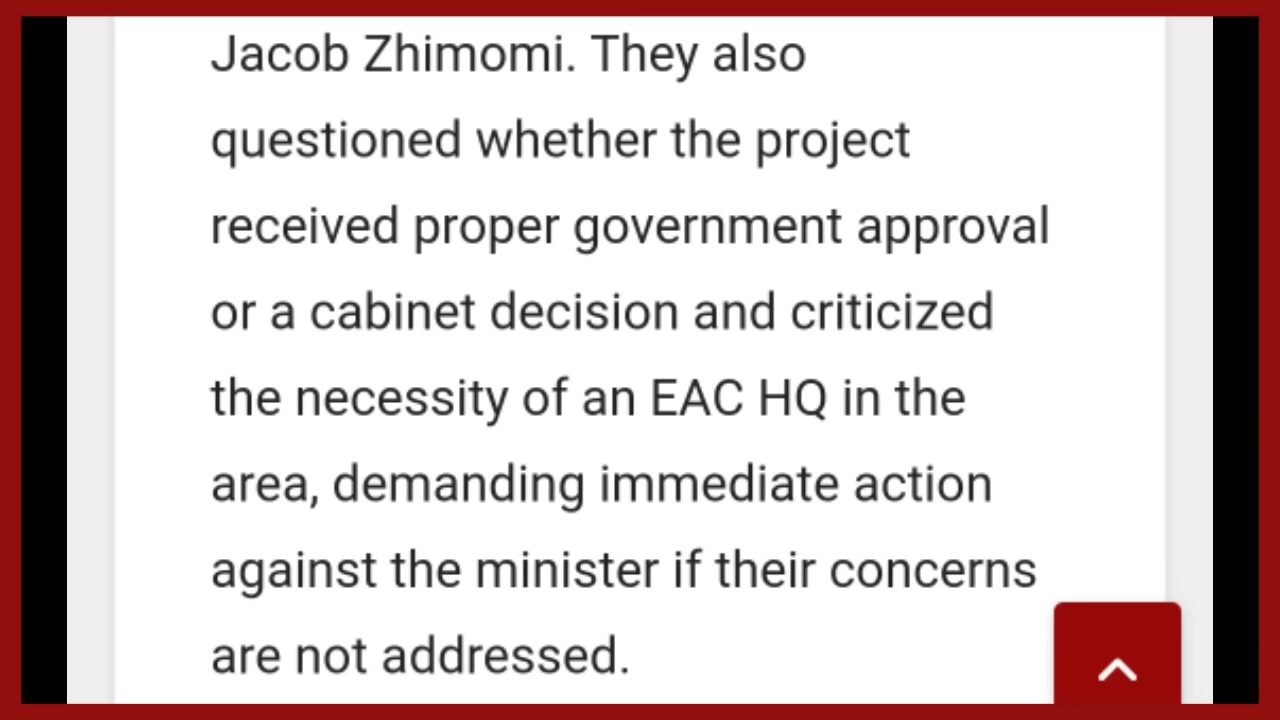 Jacob Zhimomi. They also
questioned whether the project
received proper government approval
or a cabinet decision and criticized
the necessity of an EAC HQ in the
area, demanding immediate action
against the minister if their concerns
are not addressed.